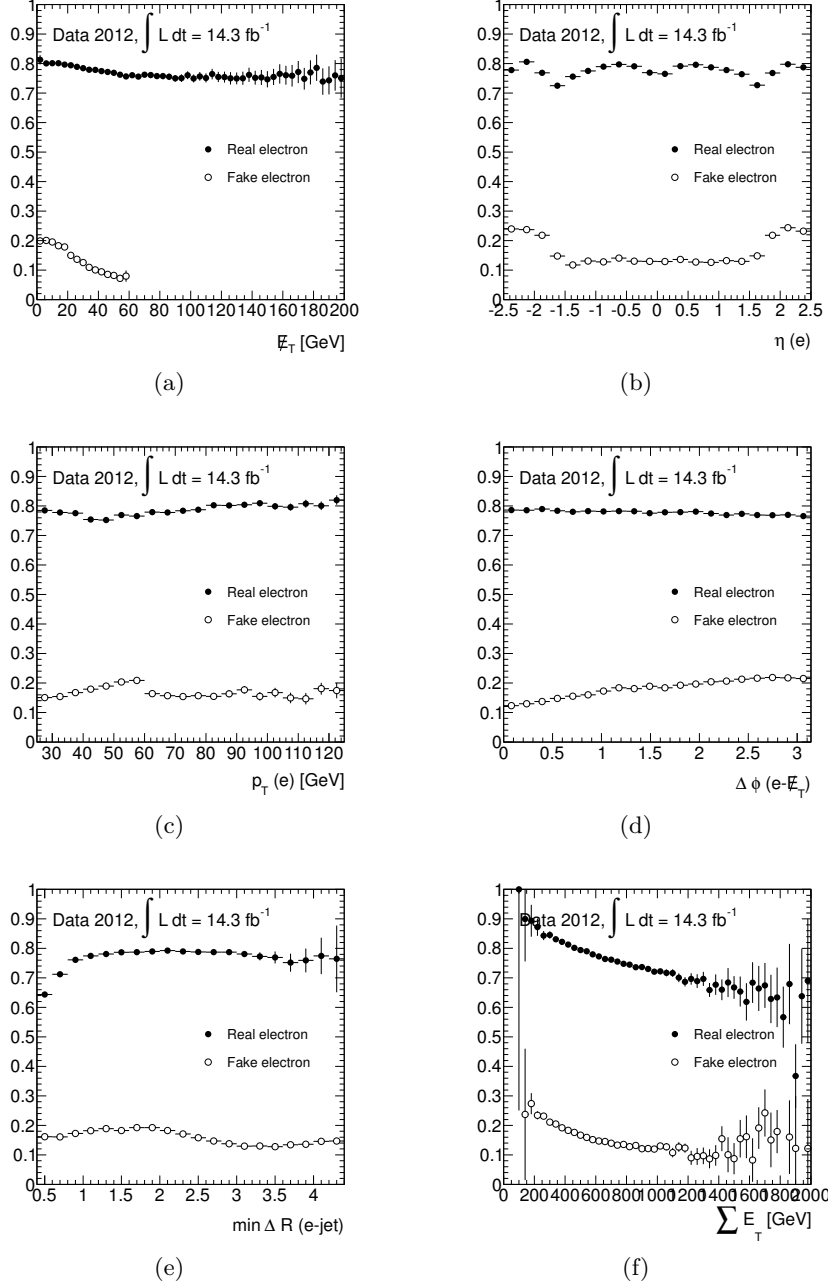 1
0.9
0.8
0.7
0.6
0.5
0.4
0.3
0.2
0.1
0
Data 2012, ∫ L dt = 14.3 fb⁻¹
Real electron
Fake electron
0 20 40 60 80 100 120 140 160 180 200
E̸_T [GeV]
(a)
1
0.9
0.8
0.7
0.6
0.5
0.4
0.3
0.2
0.1
0
Data 2012, ∫ L dt = 14.3 fb⁻¹
Real electron
Fake electron
-2.5 -2 -1.5 -1 -0.5 0 0.5 1 1.5 2 2.5
η (e)
(b)
1
0.9
0.8
0.7
0.6
0.5
0.4
0.3
0.2
0.1
0
Data 2012, ∫ L dt = 14.3 fb⁻¹
Real electron
Fake electron
30 40 50 60 70 80 90 100 110 120
p_T (e) [GeV]
(c)
1
0.9
0.8
0.7
0.6
0.5
0.4
0.3
0.2
0.1
0
Data 2012, ∫ L dt = 14.3 fb⁻¹
Real electron
Fake electron
0 0.5 1 1.5 2 2.5 3
Δ ϕ (e-E̸_T)
(d)
1
0.9
0.8
0.7
0.6
0.5
0.4
0.3
0.2
0.1
0
Data 2012, ∫ L dt = 14.3 fb⁻¹
Real electron
Fake electron
0.5 1 1.5 2 2.5 3 3.5 4
min Δ R (e-jet)
(e)
1
0.9
0.8
0.7
0.6
0.5
0.4
0.3
0.2
0.1
0
Data 2012, ∫ L dt = 14.3 fb⁻¹
Real electron
Fake electron
0 200 400 600 800 1000 1200 1400 1600 1800 2000
∑ E_T [GeV]
(f)